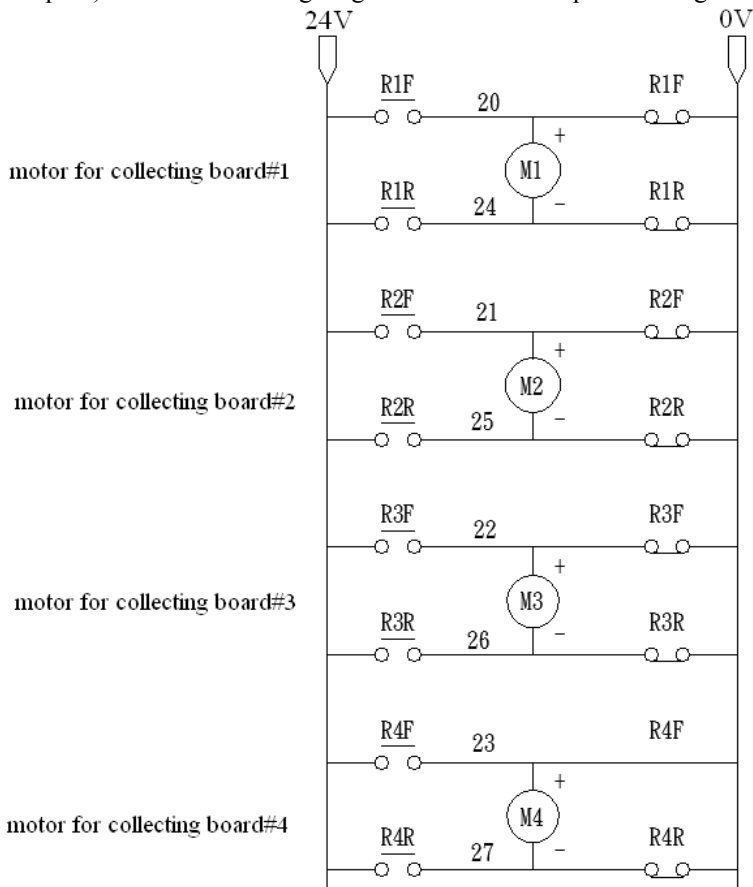 24V 0V
R1F 20 R1F
+
motor for collecting board#1 M1
R1R 24 − R1R
R2F 21 R2F
+
M2
motor for collecting board#2 R2R 25 − R2R
R3F 22 R3F
+
motor for collecting board#3 M3
R3R 26 − R3R
R4F 23 R4F
+
motor for collecting board#4 M4
R4R 27 − R4R